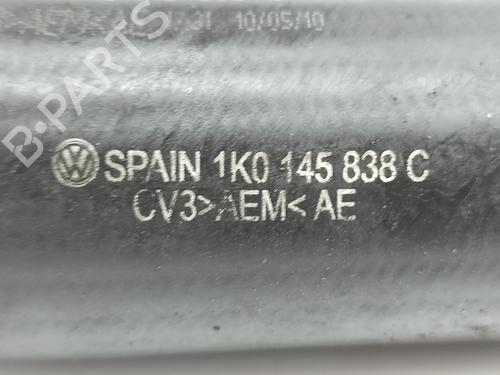 10/05/10
SPAIN 1K0 145 838 C
CV3>AEM<AE
B-PARTS